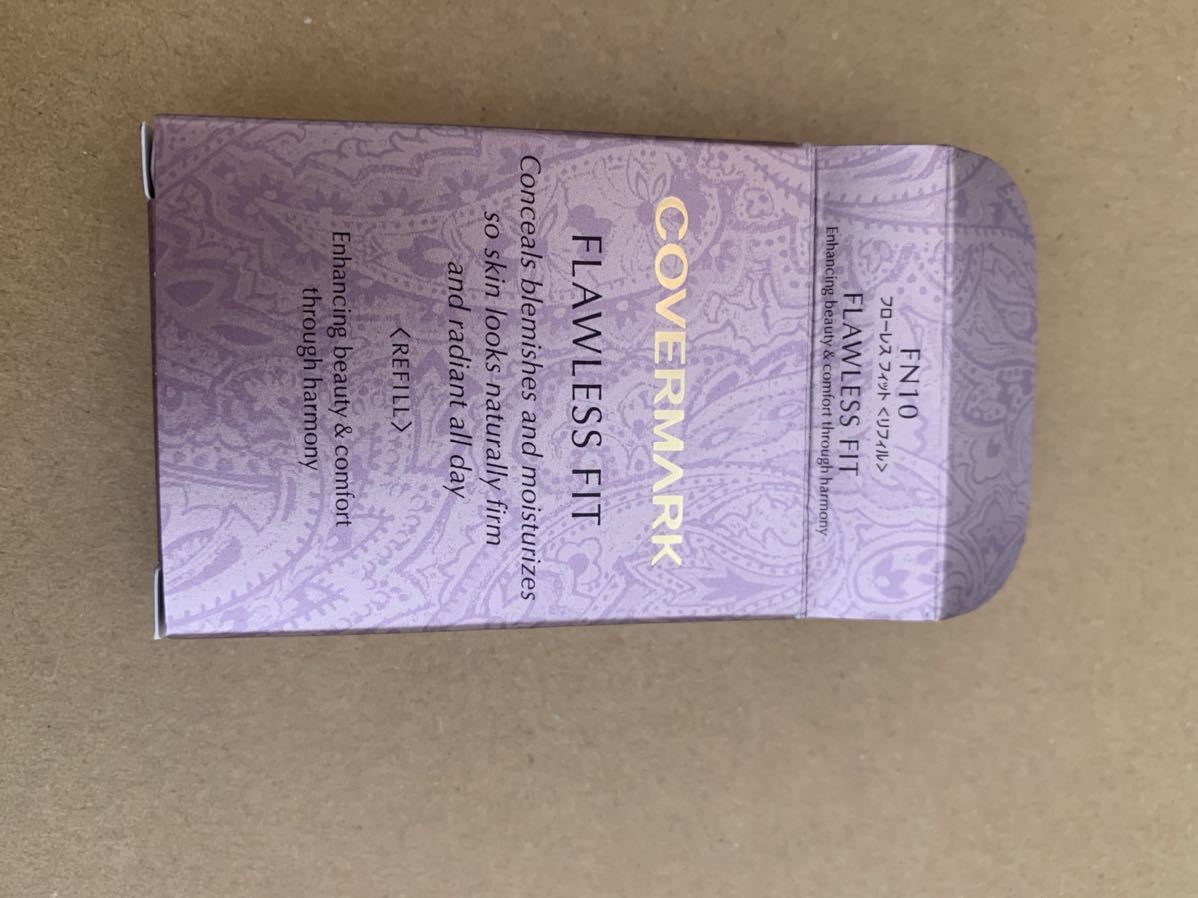 FN10
フローレス フィット <リフィル>
FLAWLESS FIT
Enhancing beauty & comfort through harmony
COVERMARK
FLAWLESS FIT
Conceals blemishes and moisturizes
so skin looks naturally firm
and radiant all day
<REFILL>
Enhancing beauty & comfort
through harmony